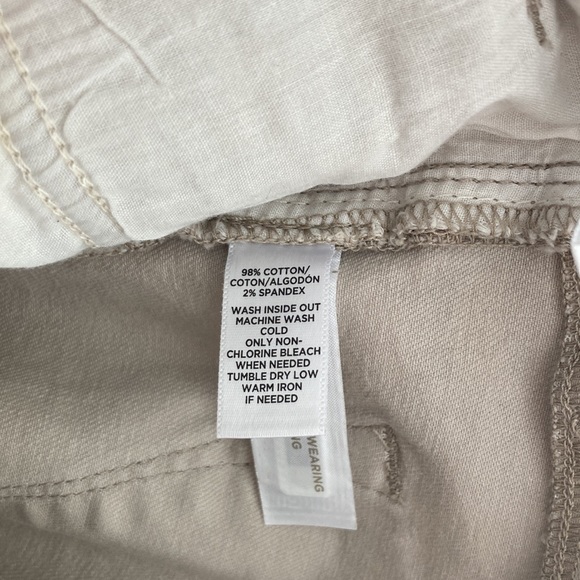 98% COTTON/
COTON/ALGODÓN
2% SPANDEX
WASH INSIDE OUT
MACHINE WASH
COLD
ONLY NON-
CHLORINE BLEACH
WHEN NEEDED
TUMBLE DRY LOW
WARM IRON
IF NEEDED
WEARING